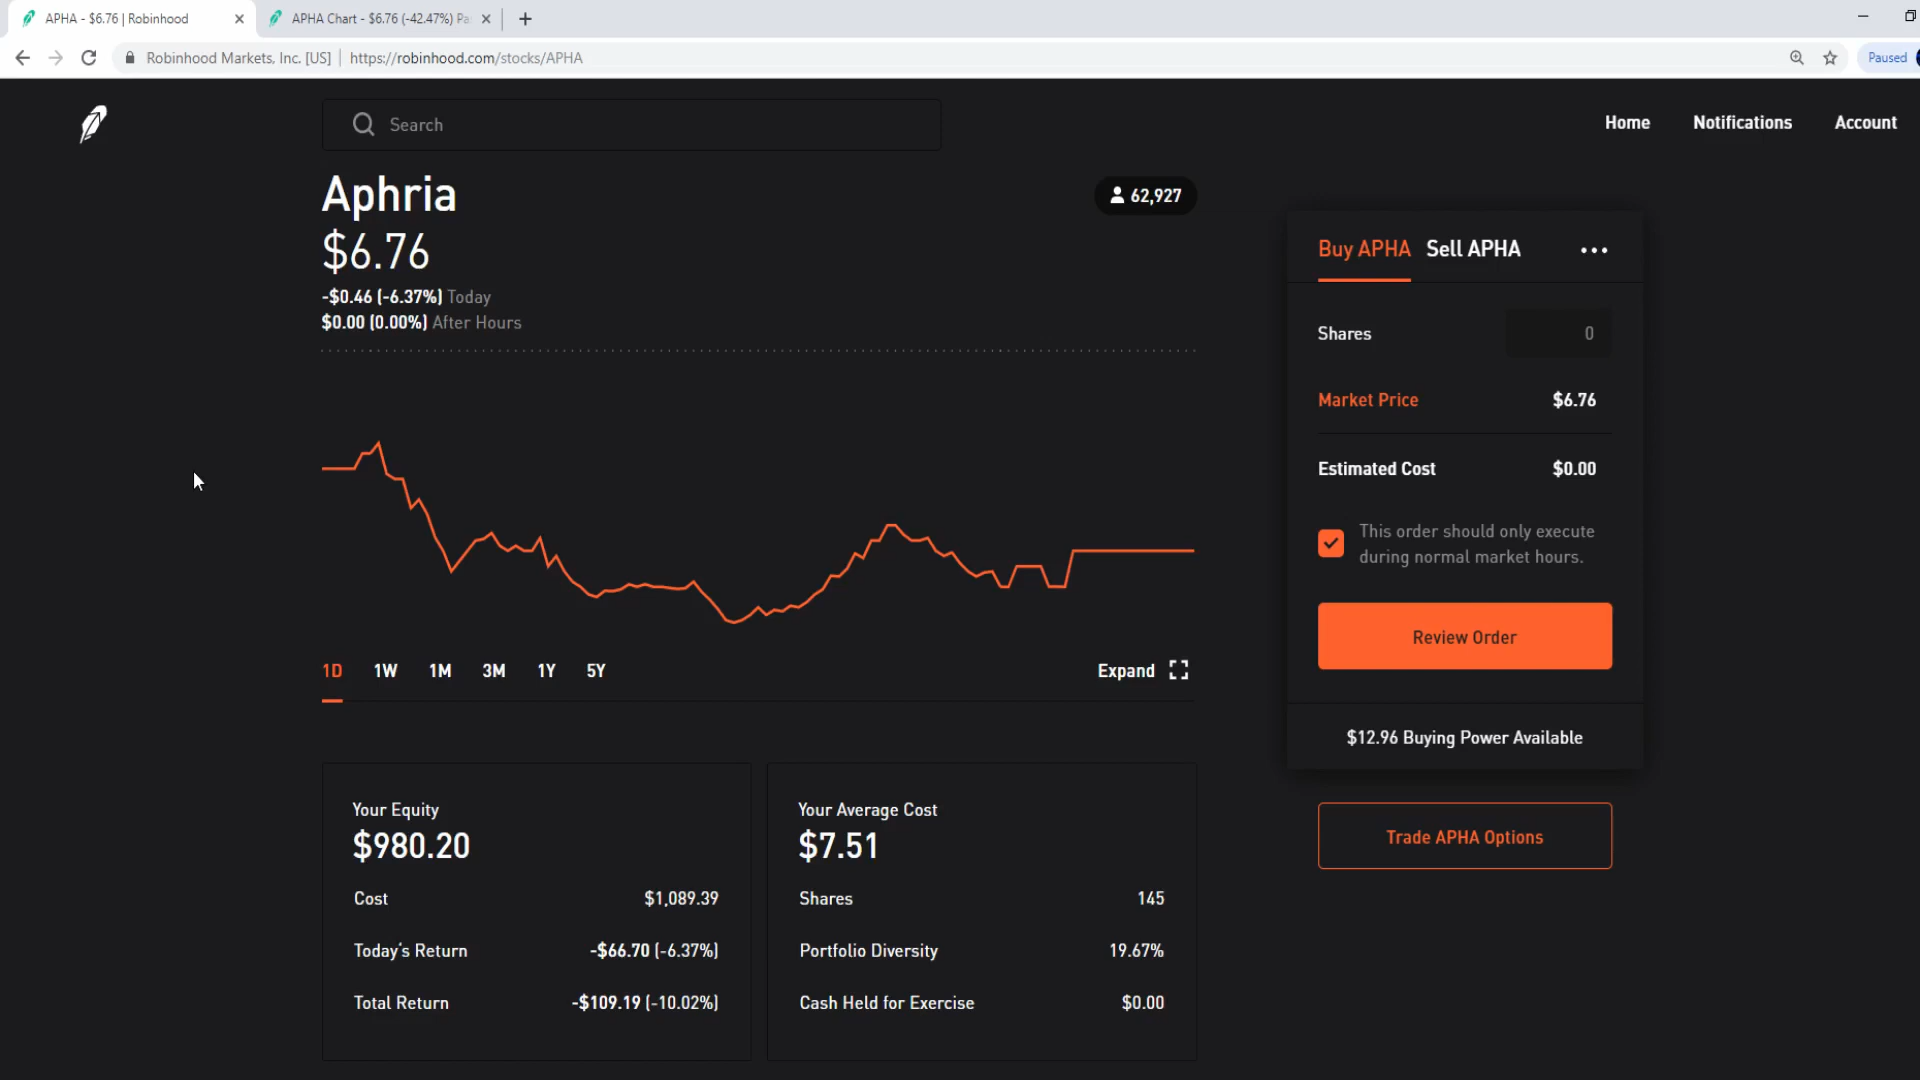 APHA - $6.76 | Robinhood
APHA Chart - $6.76 (-42.47%) Pa
Robinhood Markets, Inc. [US] | https://robinhood.com/stocks/APHA
Paused
Search
Home Notifications Account
Aphria
62,927
$6.76
-$0.46 (-6.37%) Today
$0.00 (0.00%) After Hours
Buy APHA Sell APHA
Shares 0
Market Price $6.76
Estimated Cost $0.00
This order should only execute
during normal market hours.
Review Order
$12.96 Buying Power Available
Trade APHA Options
1D 1W 1M 3M 1Y 5Y Expand
Your Equity
$980.20
Cost $1,089.39
Today's Return -$66.70 (-6.37%)
Total Return -$109.19 (-10.02%)
Your Average Cost
$7.51
Shares 145
Portfolio Diversity 19.67%
Cash Held for Exercise $0.00